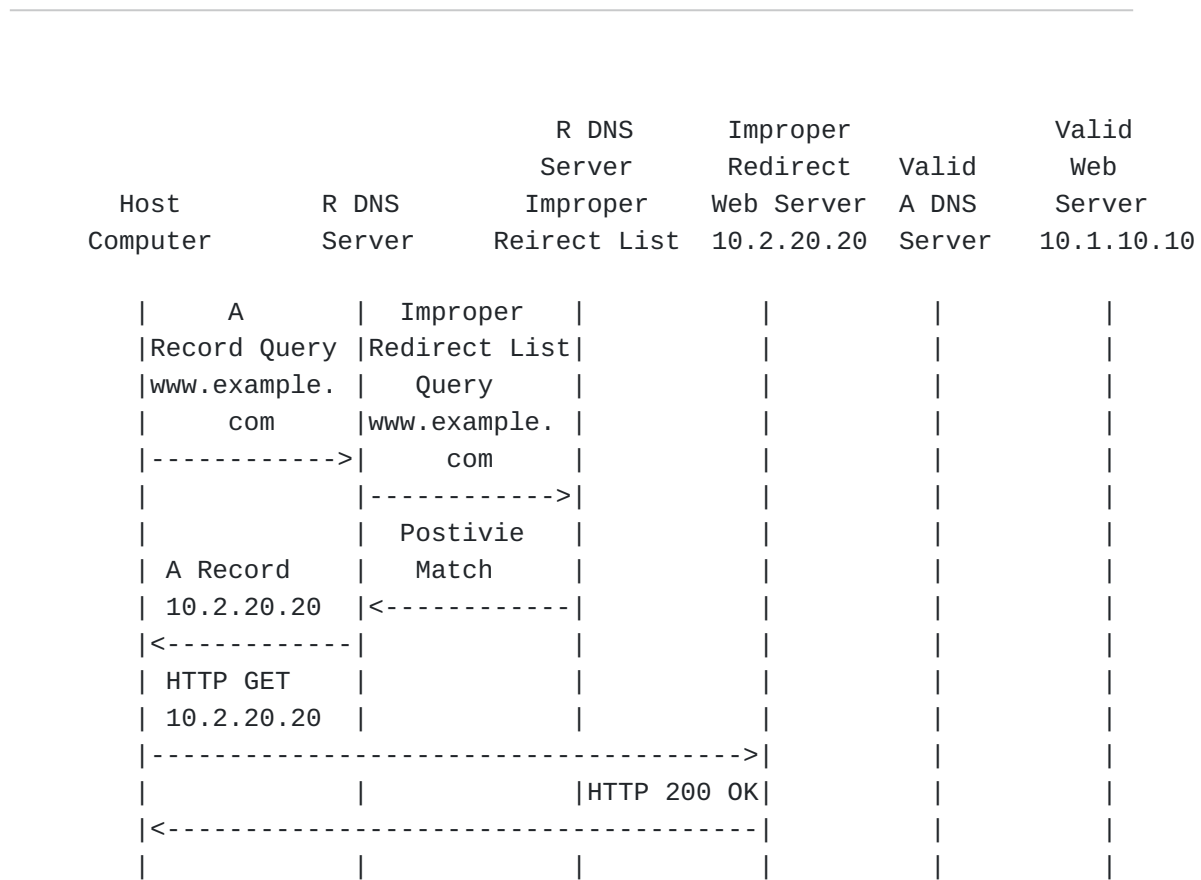 R DNS      Improper             Valid
                                  Server      Redirect   Valid      Web
       Host         R DNS        Improper    Web Server  A DNS     Server
     Computer       Server     Reirect List  10.2.20.20  Server   10.1.10.10

        |     A       |  Improper   |           |          |          |
        |Record Query |Redirect List|           |          |          |
        |www.example. |   Query     |           |          |          |
        |     com     |www.example. |           |          |          |
        |------------>|     com     |           |          |          |
        |             |------------>|           |          |          |
        |             |  Postivie   |           |          |          |
        | A Record    |   Match     |           |          |          |
        | 10.2.20.20  |<------------|           |          |          |
        |<------------|             |           |          |          |
        | HTTP GET    |             |           |          |          |
        | 10.2.20.20  |             |           |          |          |
        |-------------------------------------->|          |          |
        |             |             |HTTP 200 OK|          |          |
        |<--------------------------------------|          |          |
        |             |             |           |          |          |